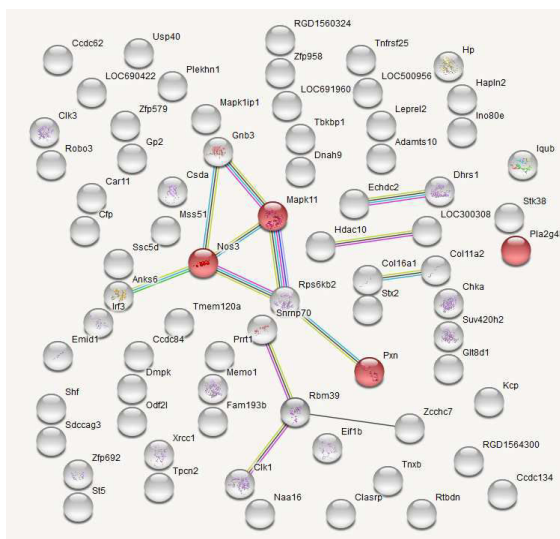 RGD1560324
Usp40
Ccdc62
Zfp958
Tnfrsf25
Hp
LOC690422
Plekhn1
LOC691960
LOC500956
Hapln2
Mapk1ip1
Clk3
Zfp579
Gnb3
Tbkbp1
Leprel2
Ino80e
Robo3
Gp2
Dnah9
Adamts10
Iqub
Car11
Csda
Mapk11
Echdc2
Dhrs1
Cfp
Mss51
Stk38
Hdac10
LOC300308
Pla2g4
Ssc5d
Nos3
Anks6
Col16a1
Col11a2
Irf3
Rps6kb2
Stx2
Chka
Tmem120a
Snrnp70
Emid1
Ccdc84
Prrt1
Pxn
Suv420h2
Glt8d1
Dmpk
Memo1
Shf
Odf2l
Fam193b
Rbm39
Kcp
Sdccag3
Zcchc7
Xrcc1
Eif1b
Zfp692
Tpcn2
Clk1
RGD1564300
St5
Tnxb
Ccdc134
Naa16
Clasrp
Rtbdn